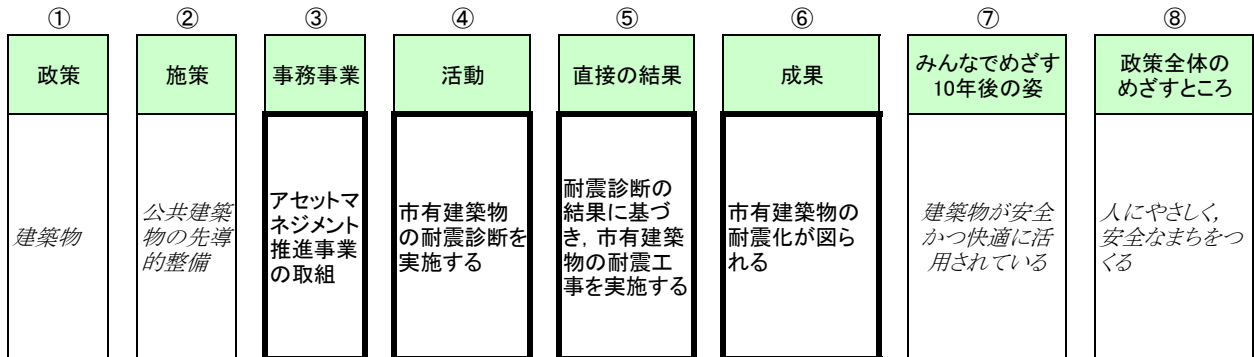 ①
政策
建築物
②
施策
公共建築
物の先導
的整備
③
事務事業
アセットマ
ネジメント
推進事業
の取組
④
活動
市有建築物
の耐震診断を
実施する
⑤
直接の結果
耐震診断の
結果に基づ
き，市有建築
物の耐震工
事を実施する
⑥
成果
市有建築物の
耐震化が図ら
れる
⑦
みんなでめざす
10年後の姿
建築物が安全
かつ快適に活
用されている
⑧
政策全体の
めざすところ
人にやさしく，
安全なまちをつ
くる